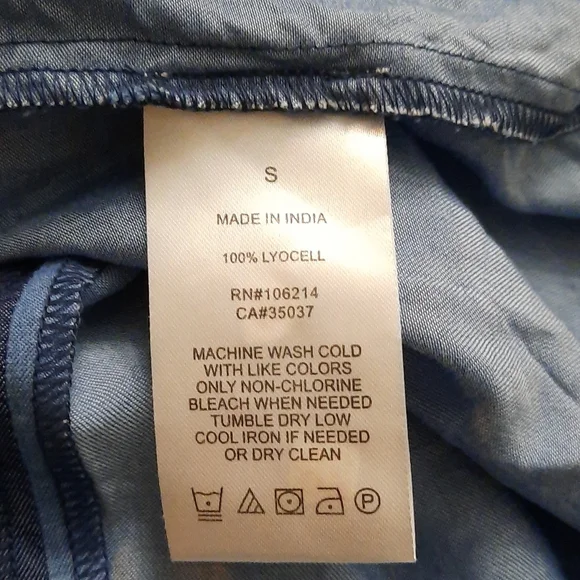 S
MADE IN INDIA
100% LYOCELL
RN#106214
CA#35037
MACHINE WASH COLD
WITH LIKE COLORS
ONLY NON-CHLORINE
BLEACH WHEN NEEDED
TUMBLE DRY LOW
COOL IRON IF NEEDED
OR DRY CLEAN
P